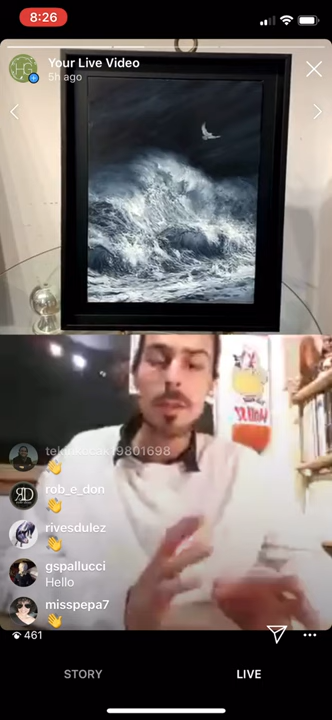 8:26
Your Live Video
5h ago
rob_e_don
👋
rivesdulez
👋
gspallucci
Hello
misspepa7
👋
461
STORY
LIVE